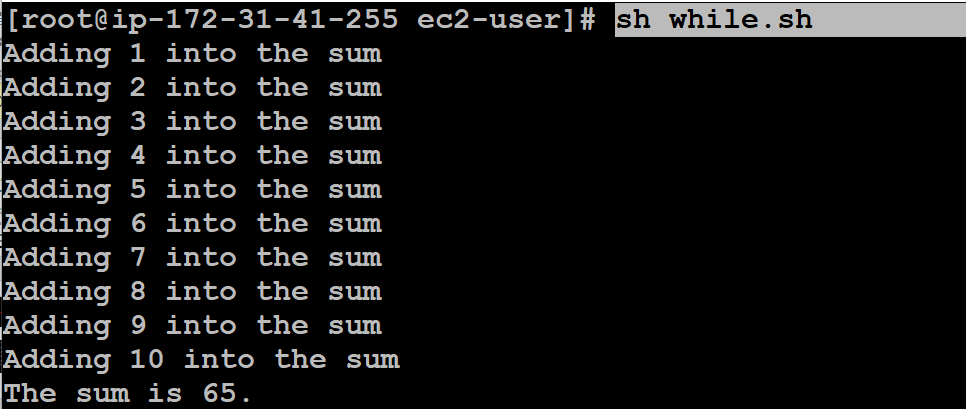 [root@ip-172-31-41-255 ec2-user]# sh while.sh
Adding 1 into the sum
Adding 2 into the sum
Adding 3 into the sum
Adding 4 into the sum
Adding 5 into the sum
Adding 6 into the sum
Adding 7 into the sum
Adding 8 into the sum
Adding 9 into the sum
Adding 10 into the sum
The sum is 65.